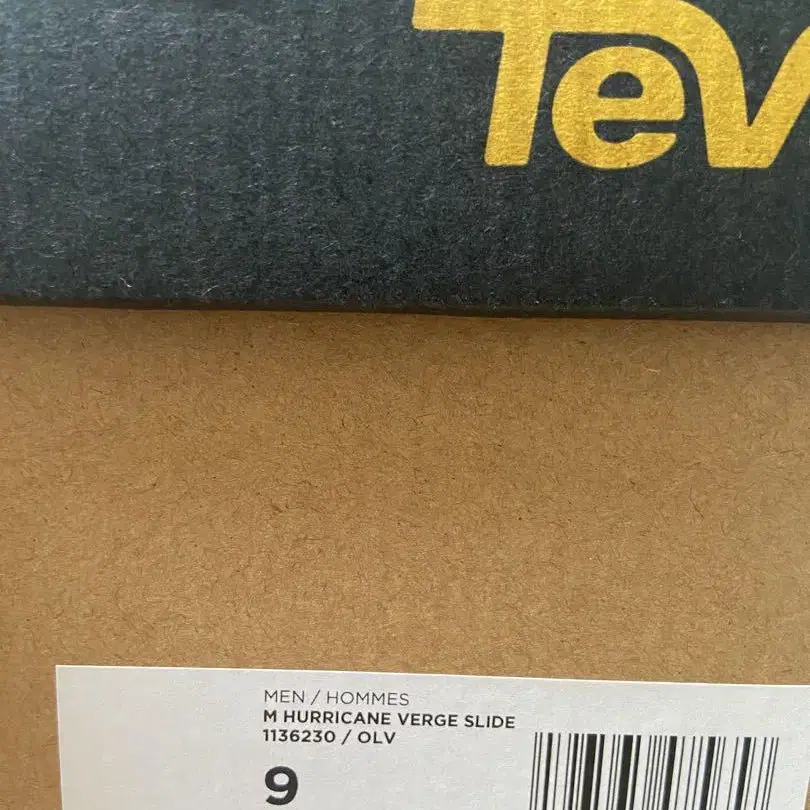 Tev
MEN / HOMMES
M HURRICANE VERGE SLIDE
1136230 / OLV
9